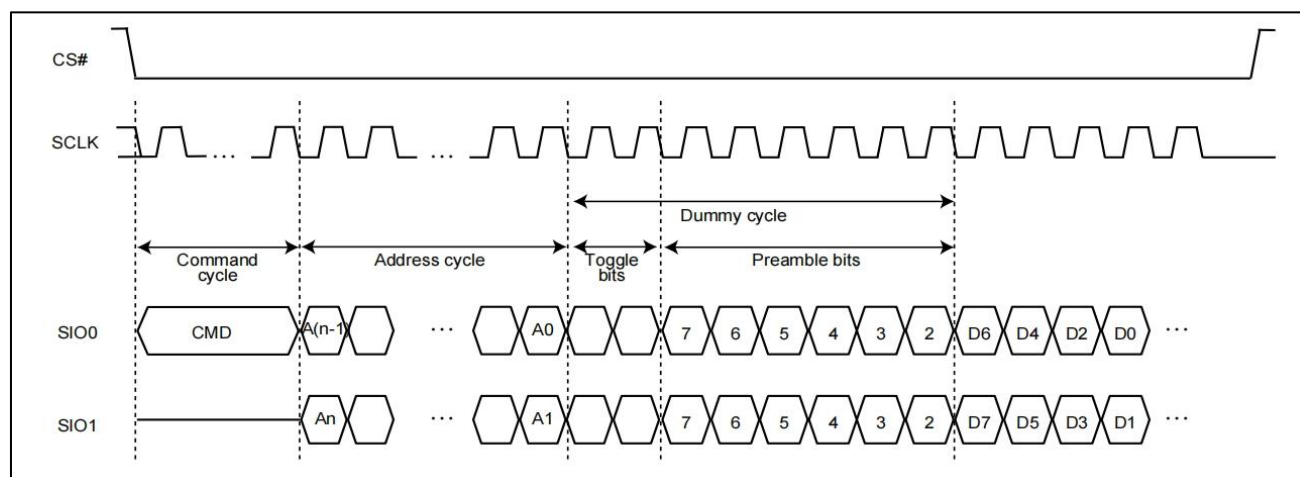 CS#
SCLK
... ...
Dummy cycle
Command cycle
Address cycle
Toggle bits
Preamble bits
SIO0 CMD A(n-1) ... A0 7 6 5 4 3 2 D6 D4 D2 D0 ...
SIO1 An ... A1 7 6 5 4 3 2 D7 D5 D3 D1 ...